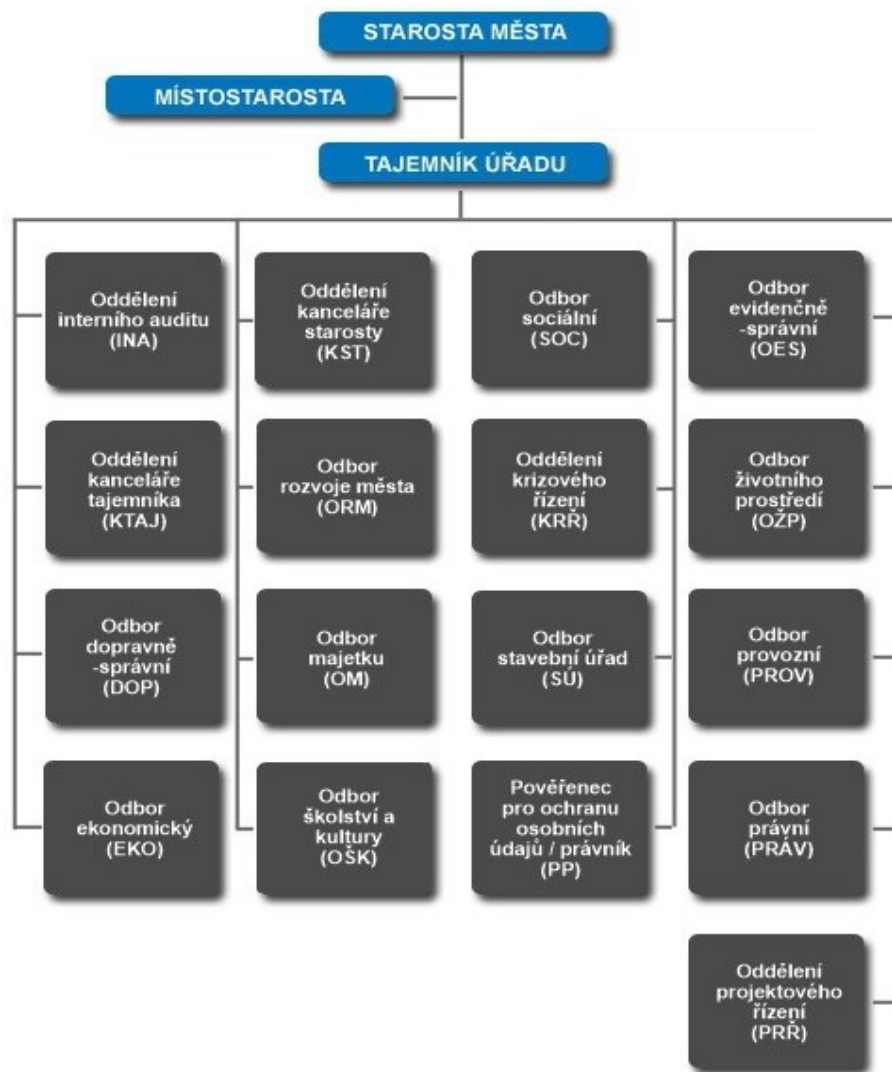 STAROSTA MĚSTA
MÍSTOSTAROSTA
TAJEMNÍK ÚŘADU
Oddělení
interního auditu
(INA)
Oddělení
kanceláře
starosty
(KST)
Odbor
sociální
(SOC)
Odbor
evidenčně
-správní
(OES)
Oddělení
kanceláře
tajemníka
(KTAJ)
Odbor
rozvoje města
(ORM)
Oddělení
krizového
řízení
(KRŘ)
Odbor
životního
prostředí
(OŽP)
Odbor
dopravně
-správní
(DOP)
Odbor
majetku
(OM)
Odbor
stavební úřad
(SÚ)
Odbor
provozní
(PROV)
Odbor
ekonomický
(EKO)
Odbor
školství a
kultury
(OŠK)
Pověřenec
pro ochranu
osobních
údajů / právník
(PP)
Odbor
právní
(PRÁV)
Oddělení
projektového
řízení
(PRŘ)